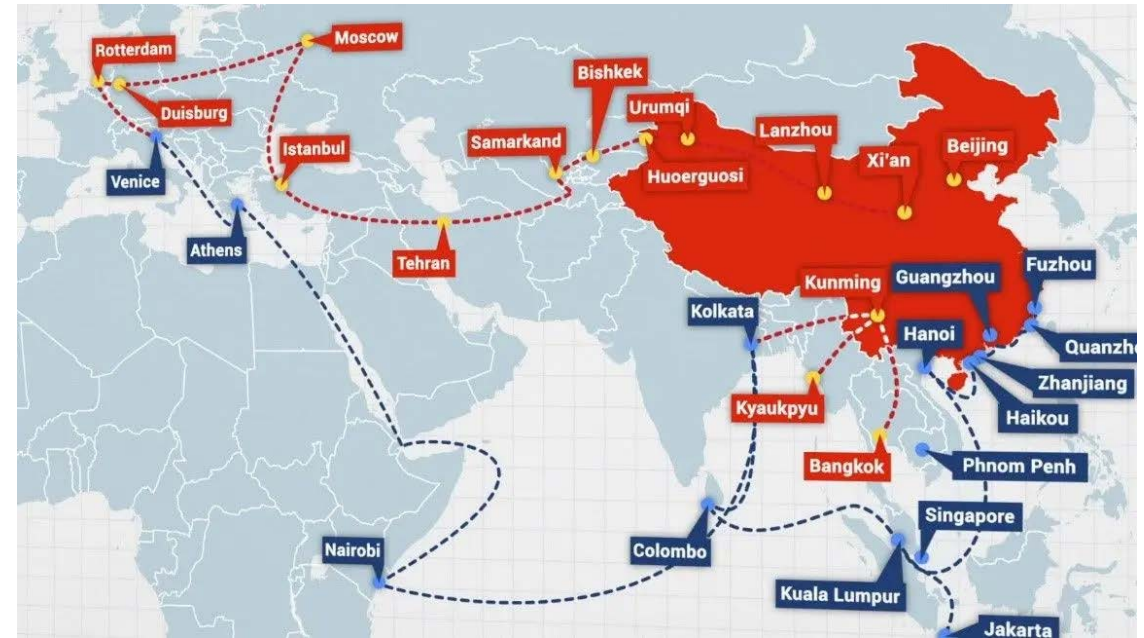 Rotterdam
Moscow
Duisburg
Venice
Istanbul
Athens
Tehran
Samarkand
Bishkek
Urumqi
Huoerguosi
Lanzhou
Xi'an
Beijing
Kunming
Guangzhou
Fuzhou
Kolkata
Hanoi
Quanzho
Zhanjiang
Haikou
Kyaukpyu
Bangkok
Phnom Penh
Singapore
Nairobi
Colombo
Kuala Lumpur
Jakarta